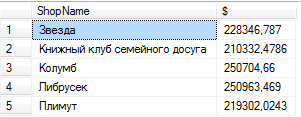 ShopName $
1 Звезда 228346,787
2 Книжный клуб семейного досуга 210332,4786
3 Колумб 250704,66
4 Либрусек 250963,469
5 Плимут 219302,0243